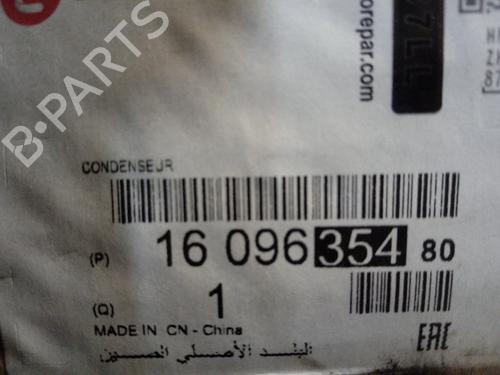 B-PARTS
orepar.com
CONDENSEUR
(P) 16 096 354 80
(Q) 1
MADE IN CN - China
البلد الأصلي الصين
EAC